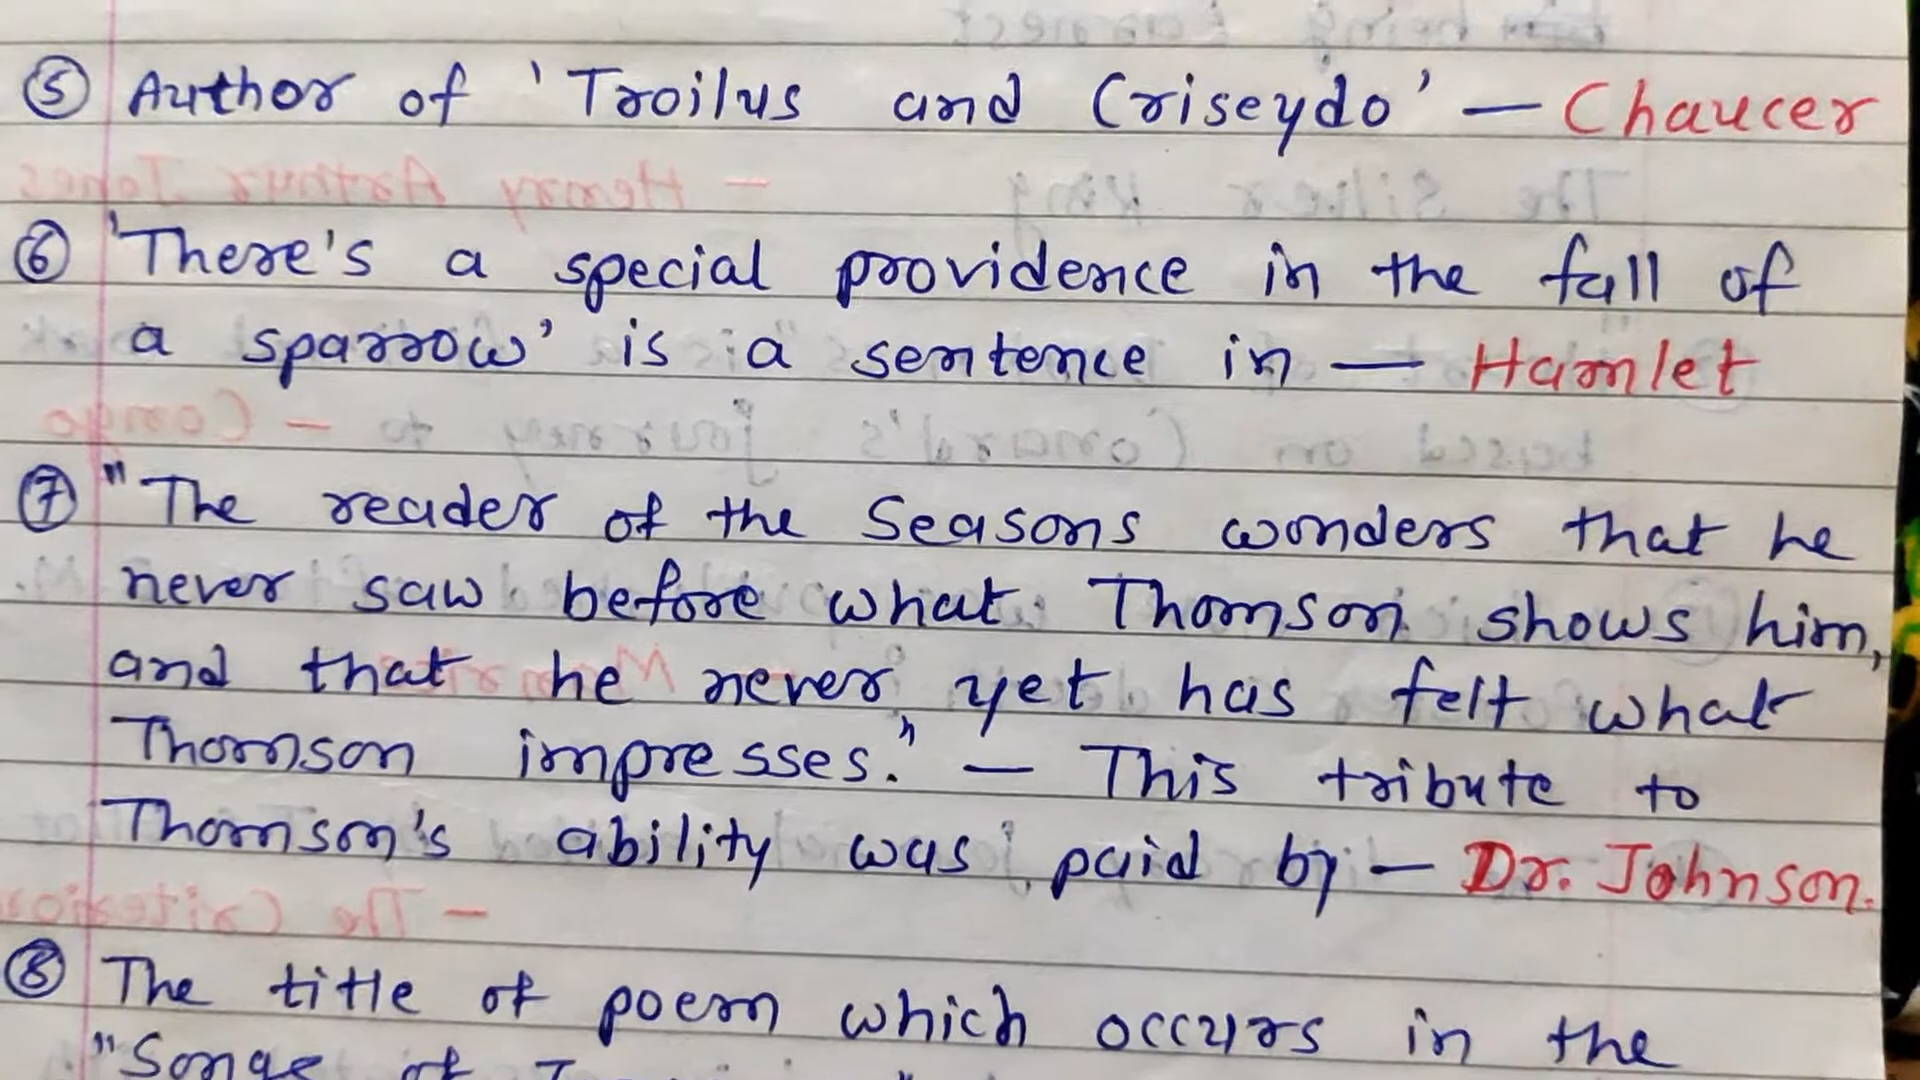 ⑤ Author of 'Troilus and Criseydo' — Chaucer
⑥ 'There's a special providence in the fall of
a sparrow' is a sentence in — Hamlet
⑦ "The reader of the Seasons wonders that he
never saw before what Thomson shows him,
and that he never yet has felt what
Thomson impresses." — This tribute to
Thomson's ability was paid by — Dr. Johnson.
⑧ The title of poem which occurs in the
"Songs of